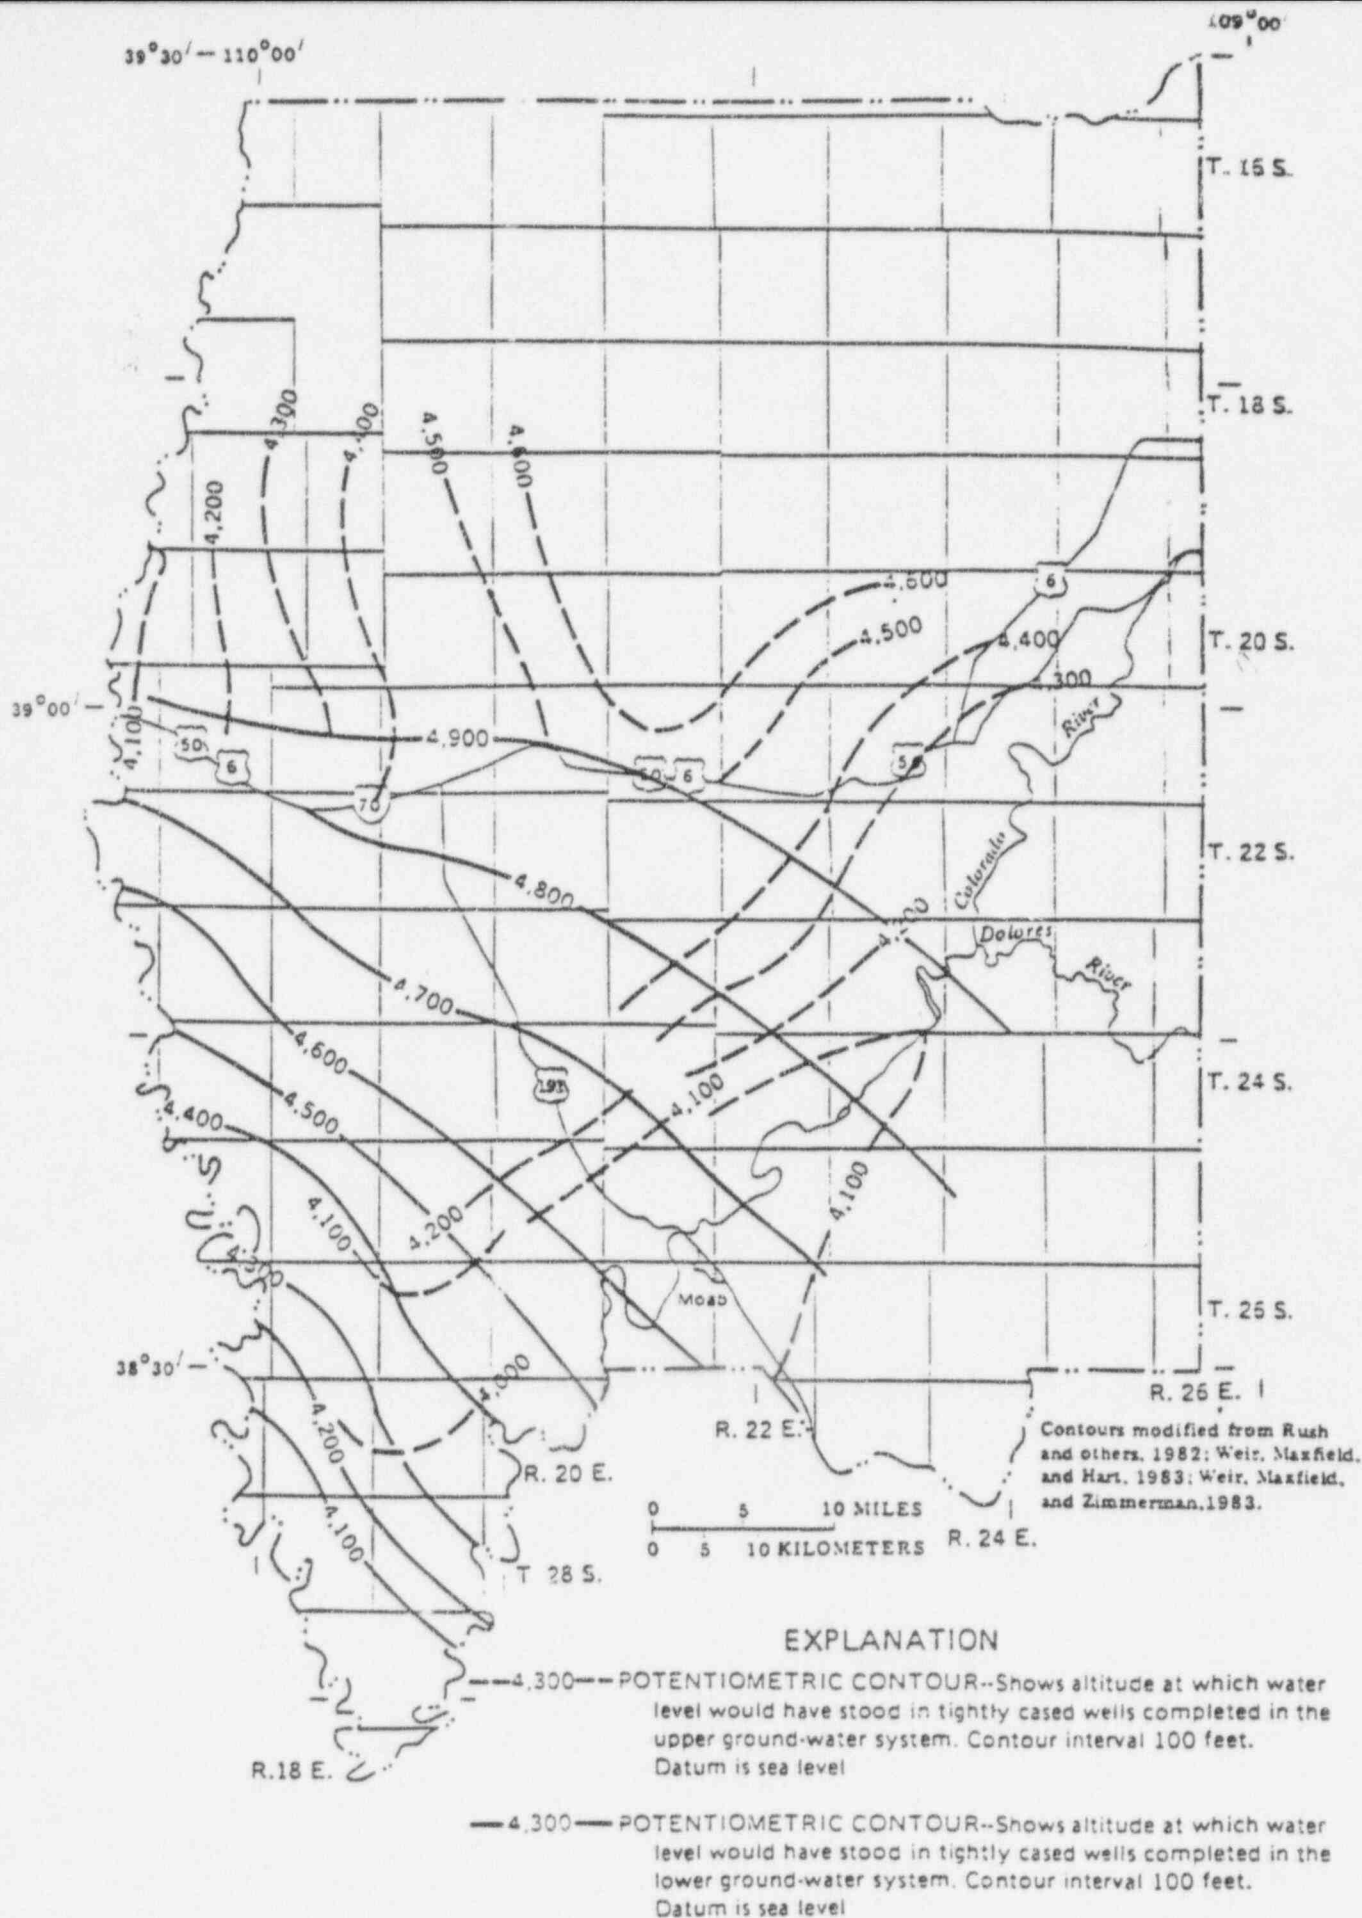 109°00′
39°30′ 110°00′
T. 16 S.
T. 18 S.
4,300
4,400
4,500
4,600
4,200
6
4,600
4,500
4,400
T. 20 S.
300
39°00′
River
4,100
50
6
4,900
6
70
Colorado
T. 22 S.
4,800
Dolores
River
4,700
4,600
T. 24 S.
4,100
4,500
4,400
4,100
4,100
4,200
Moab
T. 26 S.
38°30′
R. 26 E.
R. 22 E.
4,200
R. 20 E.
Contours modified from Rush
and others, 1982; Weir, Maxfield,
and Hart, 1983; Weir, Maxfield,
and Zimmerman, 1983.
0 5 10 MILES
0 5 10 KILOMETERS
R. 24 E.
4,100
T 28 S.
EXPLANATION
4,300 POTENTIOMETRIC CONTOUR--Shows altitude at which water
level would have stood in tightly cased wells completed in the
upper ground-water system. Contour interval 100 feet.
Datum is sea level
R.18 E.
4,300 POTENTIOMETRIC CONTOUR--Shows altitude at which water
level would have stood in tightly cased wells completed in the
lower ground-water system. Contour interval 100 feet.
Datum is sea level